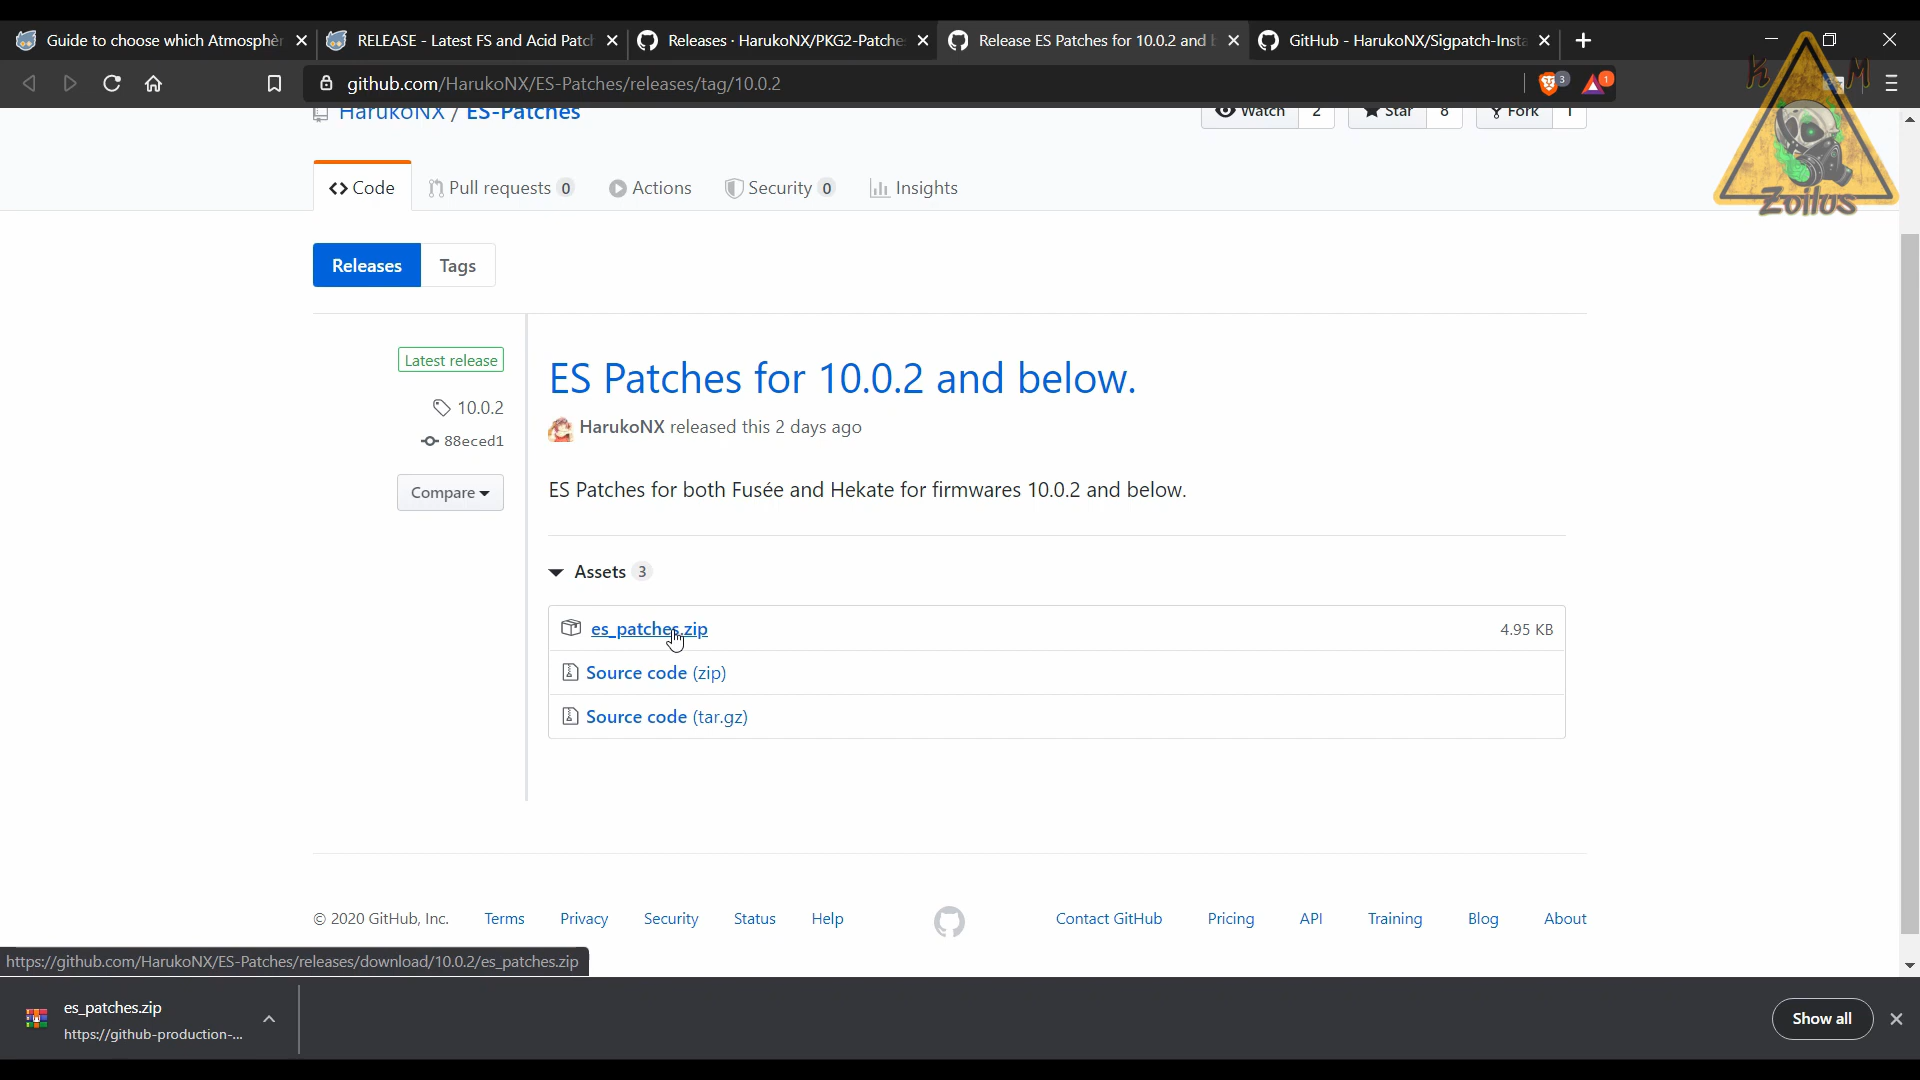 Guide to choose which Atmosphèr
RELEASE - Latest FS and Acid Patch
Releases · HarukoNX/PKG2-Patche
Release ES Patches for 10.0.2 and b
GitHub - HarukoNX/Sigpatch-Insta
github.com/HarukoNX/ES-Patches/releases/tag/10.0.2
3
1
HarukoNX / ES-Patches
Watch 2
Star 8
Fork 1
Zoilus
Code
Pull requests 0
Actions
Security 0
Insights
Releases
Tags
Latest release
10.0.2
88eced1
Compare
ES Patches for 10.0.2 and below.
HarukoNX released this 2 days ago
ES Patches for both Fusée and Hekate for firmwares 10.0.2 and below.
Assets 3
es_patches.zip
4.95 KB
Source code (zip)
Source code (tar.gz)
© 2020 GitHub, Inc.
Terms
Privacy
Security
Status
Help
Contact GitHub
Pricing
API
Training
Blog
About
https://github.com/HarukoNX/ES-Patches/releases/download/10.0.2/es_patches.zip
es_patches.zip
https://github-production-...
Show all